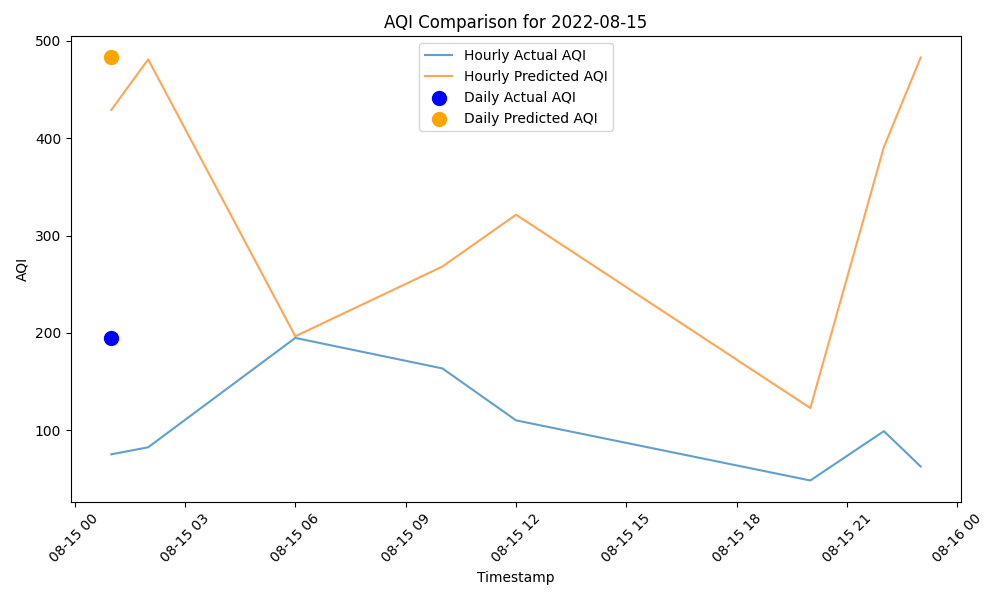 AQI Comparison for 2022-08-15
Hourly Actual AQI
Hourly Predicted AQI
Daily Actual AQI
Daily Predicted AQI
AQI
500
400
300
200
100
08-15 00
08-15 03
08-15 06
08-15 09
08-15 12
08-15 15
08-15 18
08-15 21
08-16 00
Timestamp